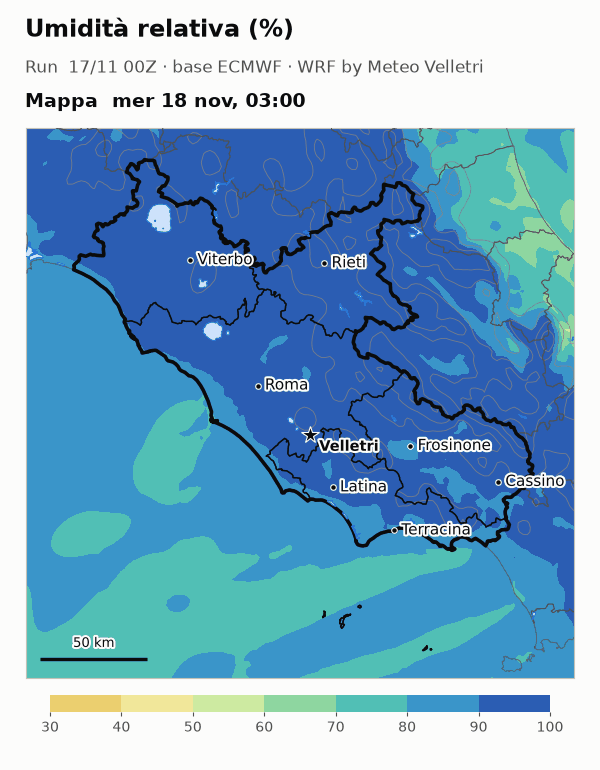 Umidità relativa (%)
Run  17/11 00Z · base ECMWF · WRF by Meteo Velletri
Mappa  mer 18 nov, 03:00
Viterbo
Rieti
Roma
Velletri
Frosinone
Latina
Cassino
Terracina
50 km
30 40 50 60 70 80 90 100